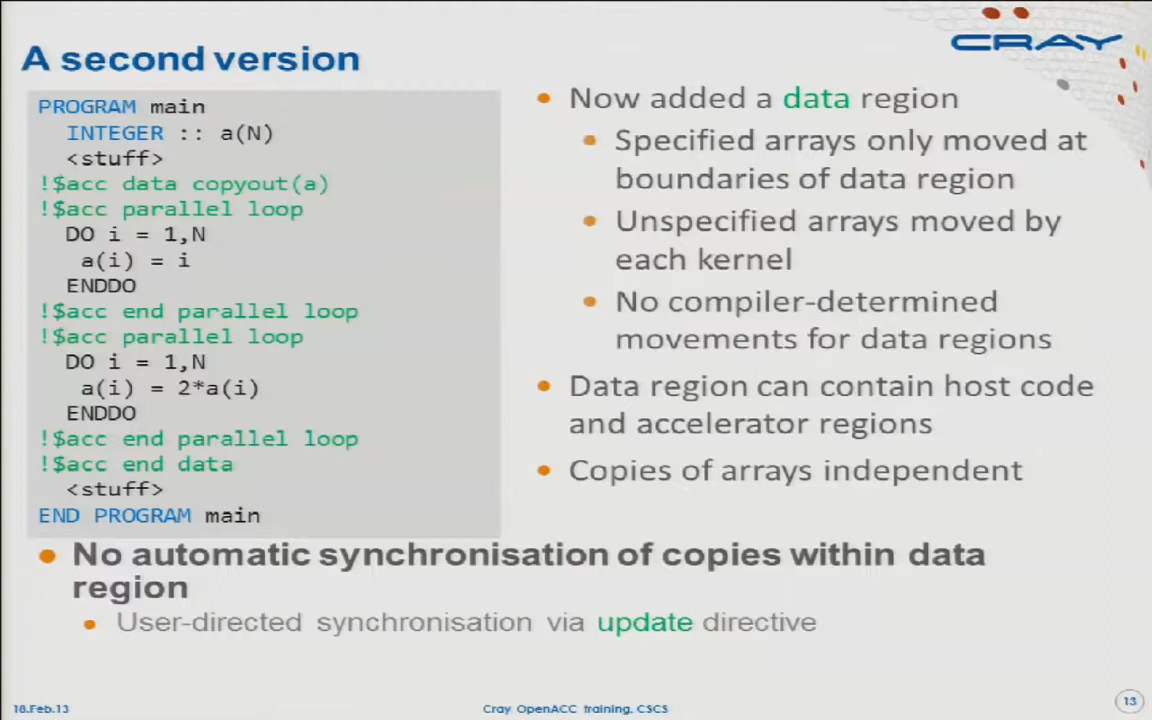 A second version
CRAY
PROGRAM main
INTEGER :: a(N)
<stuff>
!$acc data copyout(a)
!$acc parallel loop
DO i = 1,N
a(i) = i
ENDDO
!$acc end parallel loop
!$acc parallel loop
DO i = 1,N
a(i) = 2*a(i)
ENDDO
!$acc end parallel loop
!$acc end data
<stuff>
END PROGRAM main
• Now added a data region
• Specified arrays only moved at
boundaries of data region
• Unspecified arrays moved by
each kernel
• No compiler-determined
movements for data regions
• Data region can contain host code
and accelerator regions
• Copies of arrays independent
• No automatic synchronisation of copies within data
region
• User-directed synchronisation via update directive
18.Feb.13
Cray OpenACC training, CSCS
13